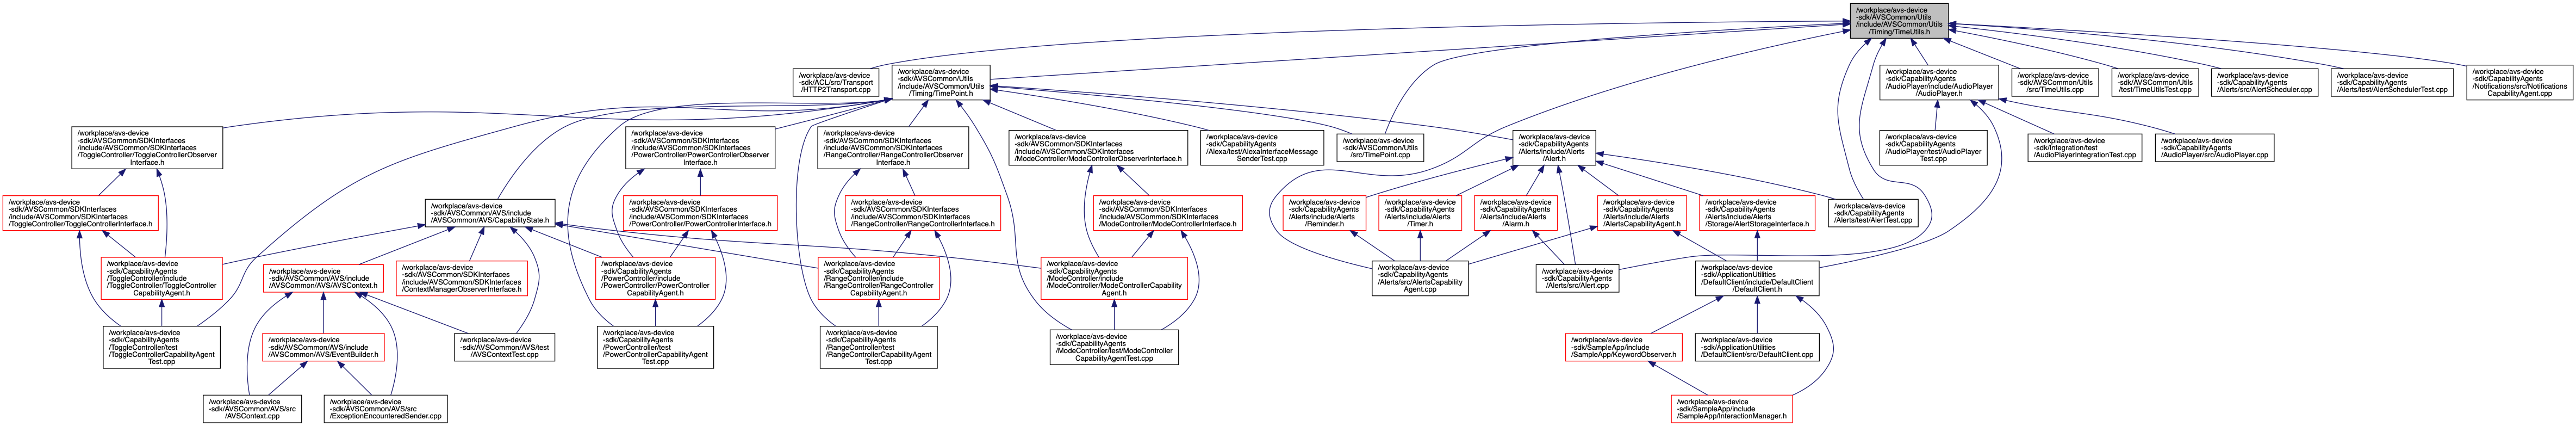 /workplace/avs-device
-sdk/AVSCommon/Utils
/include/AVSCommon/Utils
/Timing/TimeUtils.h
/workplace/avs-device
-sdk/ACL/src/Transport
/HTTP2Transport.cpp
/workplace/avs-device
-sdk/AVSCommon/Utils
/include/AVSCommon/Utils
/Timing/TimePoint.h
/workplace/avs-device
-sdk/CapabilityAgents
/AudioPlayer/include/AudioPlayer
/AudioPlayer.h
/workplace/avs-device
-sdk/AVSCommon/Utils
/src/TimeUtils.cpp
/workplace/avs-device
-sdk/AVSCommon/Utils
/test/TimeUtilsTest.cpp
/workplace/avs-device
-sdk/CapabilityAgents
/Alerts/src/AlertScheduler.cpp
/workplace/avs-device
-sdk/CapabilityAgents
/Alerts/test/AlertSchedulerTest.cpp
/workplace/avs-device
-sdk/CapabilityAgents
/Notifications/src/Notifications
CapabilityAgent.cpp
/workplace/avs-device
-sdk/AVSCommon/SDKInterfaces
/include/AVSCommon/SDKInterfaces
/ToggleController/ToggleControllerObserver
Interface.h
/workplace/avs-device
-sdk/AVSCommon/SDKInterfaces
/include/AVSCommon/SDKInterfaces
/PowerController/PowerControllerObserver
Interface.h
/workplace/avs-device
-sdk/AVSCommon/SDKInterfaces
/include/AVSCommon/SDKInterfaces
/RangeController/RangeControllerObserver
Interface.h
/workplace/avs-device
-sdk/AVSCommon/SDKInterfaces
/include/AVSCommon/SDKInterfaces
/ModeController/ModeControllerObserverInterface.h
/workplace/avs-device
-sdk/CapabilityAgents
/Alexa/test/AlexaInterfaceMessage
SenderTest.cpp
/workplace/avs-device
-sdk/AVSCommon/Utils
/src/TimePoint.cpp
/workplace/avs-device
-sdk/CapabilityAgents
/Alerts/include/Alerts
/Alert.h
/workplace/avs-device
-sdk/CapabilityAgents
/AudioPlayer/test/AudioPlayer
Test.cpp
/workplace/avs-device
-sdk/Integration/test
/AudioPlayerIntegrationTest.cpp
/workplace/avs-device
-sdk/CapabilityAgents
/AudioPlayer/src/AudioPlayer.cpp
/workplace/avs-device
-sdk/AVSCommon/SDKInterfaces
/include/AVSCommon/SDKInterfaces
/ToggleController/ToggleControllerInterface.h
/workplace/avs-device
-sdk/AVSCommon/AVS/include
/AVSCommon/AVS/CapabilityState.h
/workplace/avs-device
-sdk/AVSCommon/SDKInterfaces
/include/AVSCommon/SDKInterfaces
/PowerController/PowerControllerInterface.h
/workplace/avs-device
-sdk/AVSCommon/SDKInterfaces
/include/AVSCommon/SDKInterfaces
/RangeController/RangeControllerInterface.h
/workplace/avs-device
-sdk/AVSCommon/SDKInterfaces
/include/AVSCommon/SDKInterfaces
/ModeController/ModeControllerInterface.h
/workplace/avs-device
-sdk/CapabilityAgents
/Alerts/include/Alerts
/Reminder.h
/workplace/avs-device
-sdk/CapabilityAgents
/Alerts/include/Alerts
/Timer.h
/workplace/avs-device
-sdk/CapabilityAgents
/Alerts/include/Alerts
/Alarm.h
/workplace/avs-device
-sdk/CapabilityAgents
/Alerts/include/Alerts
/AlertsCapabilityAgent.h
/workplace/avs-device
-sdk/CapabilityAgents
/Alerts/include/Alerts
/Storage/AlertStorageInterface.h
/workplace/avs-device
-sdk/CapabilityAgents
/Alerts/test/AlertTest.cpp
/workplace/avs-device
-sdk/CapabilityAgents
/ToggleController/include
/ToggleController/ToggleController
CapabilityAgent.h
/workplace/avs-device
-sdk/AVSCommon/AVS/include
/AVSCommon/AVS/AVSContext.h
/workplace/avs-device
-sdk/AVSCommon/SDKInterfaces
/include/AVSCommon/SDKInterfaces
/ContextManagerObserverInterface.h
/workplace/avs-device
-sdk/CapabilityAgents
/PowerController/include
/PowerController/PowerController
CapabilityAgent.h
/workplace/avs-device
-sdk/CapabilityAgents
/RangeController/include
/RangeController/RangeController
CapabilityAgent.h
/workplace/avs-device
-sdk/CapabilityAgents
/ModeController/include
/ModeController/ModeControllerCapability
Agent.h
/workplace/avs-device
-sdk/CapabilityAgents
/Alerts/src/AlertsCapability
Agent.cpp
/workplace/avs-device
-sdk/CapabilityAgents
/Alerts/src/Alert.cpp
/workplace/avs-device
-sdk/ApplicationUtilities
/DefaultClient/include/DefaultClient
/DefaultClient.h
/workplace/avs-device
-sdk/CapabilityAgents
/ToggleController/test
/ToggleControllerCapabilityAgent
Test.cpp
/workplace/avs-device
-sdk/AVSCommon/AVS/include
/AVSCommon/AVS/EventBuilder.h
/workplace/avs-device
-sdk/AVSCommon/AVS/test
/AVSContextTest.cpp
/workplace/avs-device
-sdk/CapabilityAgents
/PowerController/test
/PowerControllerCapabilityAgent
Test.cpp
/workplace/avs-device
-sdk/CapabilityAgents
/RangeController/test
/RangeControllerCapabilityAgent
Test.cpp
/workplace/avs-device
-sdk/CapabilityAgents
/ModeController/test/ModeController
CapabilityAgentTest.cpp
/workplace/avs-device
-sdk/SampleApp/include
/SampleApp/KeywordObserver.h
/workplace/avs-device
-sdk/ApplicationUtilities
/DefaultClient/src/DefaultClient.cpp
/workplace/avs-device
-sdk/AVSCommon/AVS/src
/AVSContext.cpp
/workplace/avs-device
-sdk/AVSCommon/AVS/src
/ExceptionEncounteredSender.cpp
/workplace/avs-device
-sdk/SampleApp/include
/SampleApp/InteractionManager.h